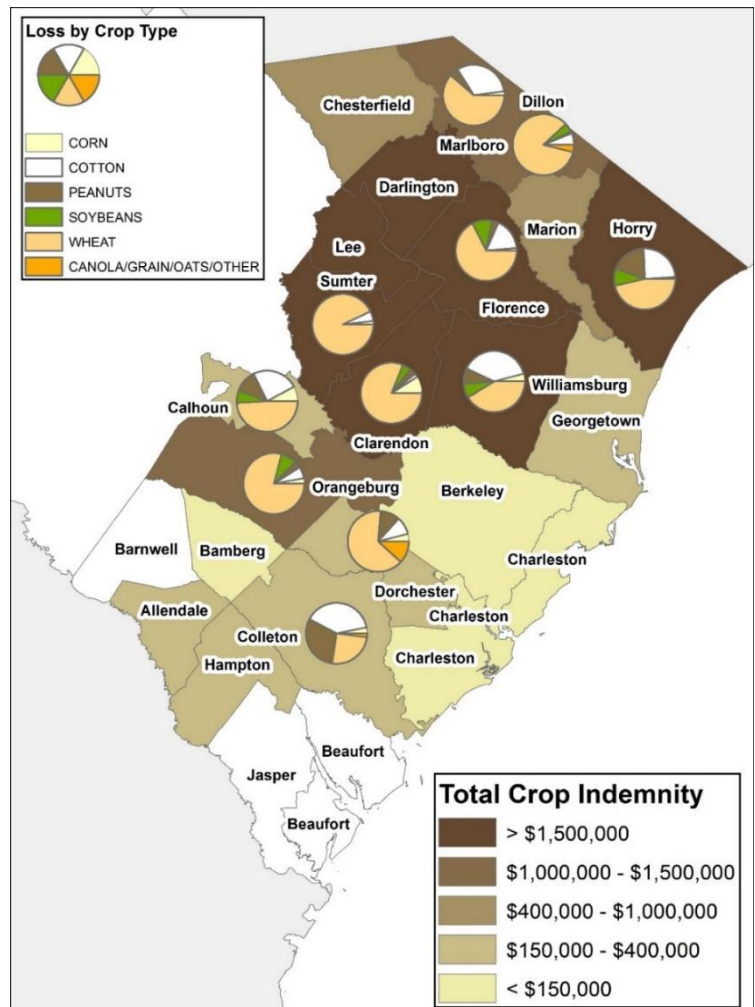 Loss by Crop Type
CORN
COTTON
PEANUTS
SOYBEANS
WHEAT
CANOLA/GRAIN/OATS/OTHER
Chesterfield
Dillon
Marlboro
Darlington
Lee
Marion
Horry
Sumter
Florence
Williamsburg
Calhoun
Georgetown
Clarendon
Orangeburg
Berkeley
Barnwell
Bamberg
Charleston
Dorchester
Allendale
Charleston
Colleton
Charleston
Hampton
Beaufort
Jasper
Beaufort
Total Crop Indemnity
> $1,500,000
$1,000,000 - $1,500,000
$400,000 - $1,000,000
$150,000 - $400,000
< $150,000